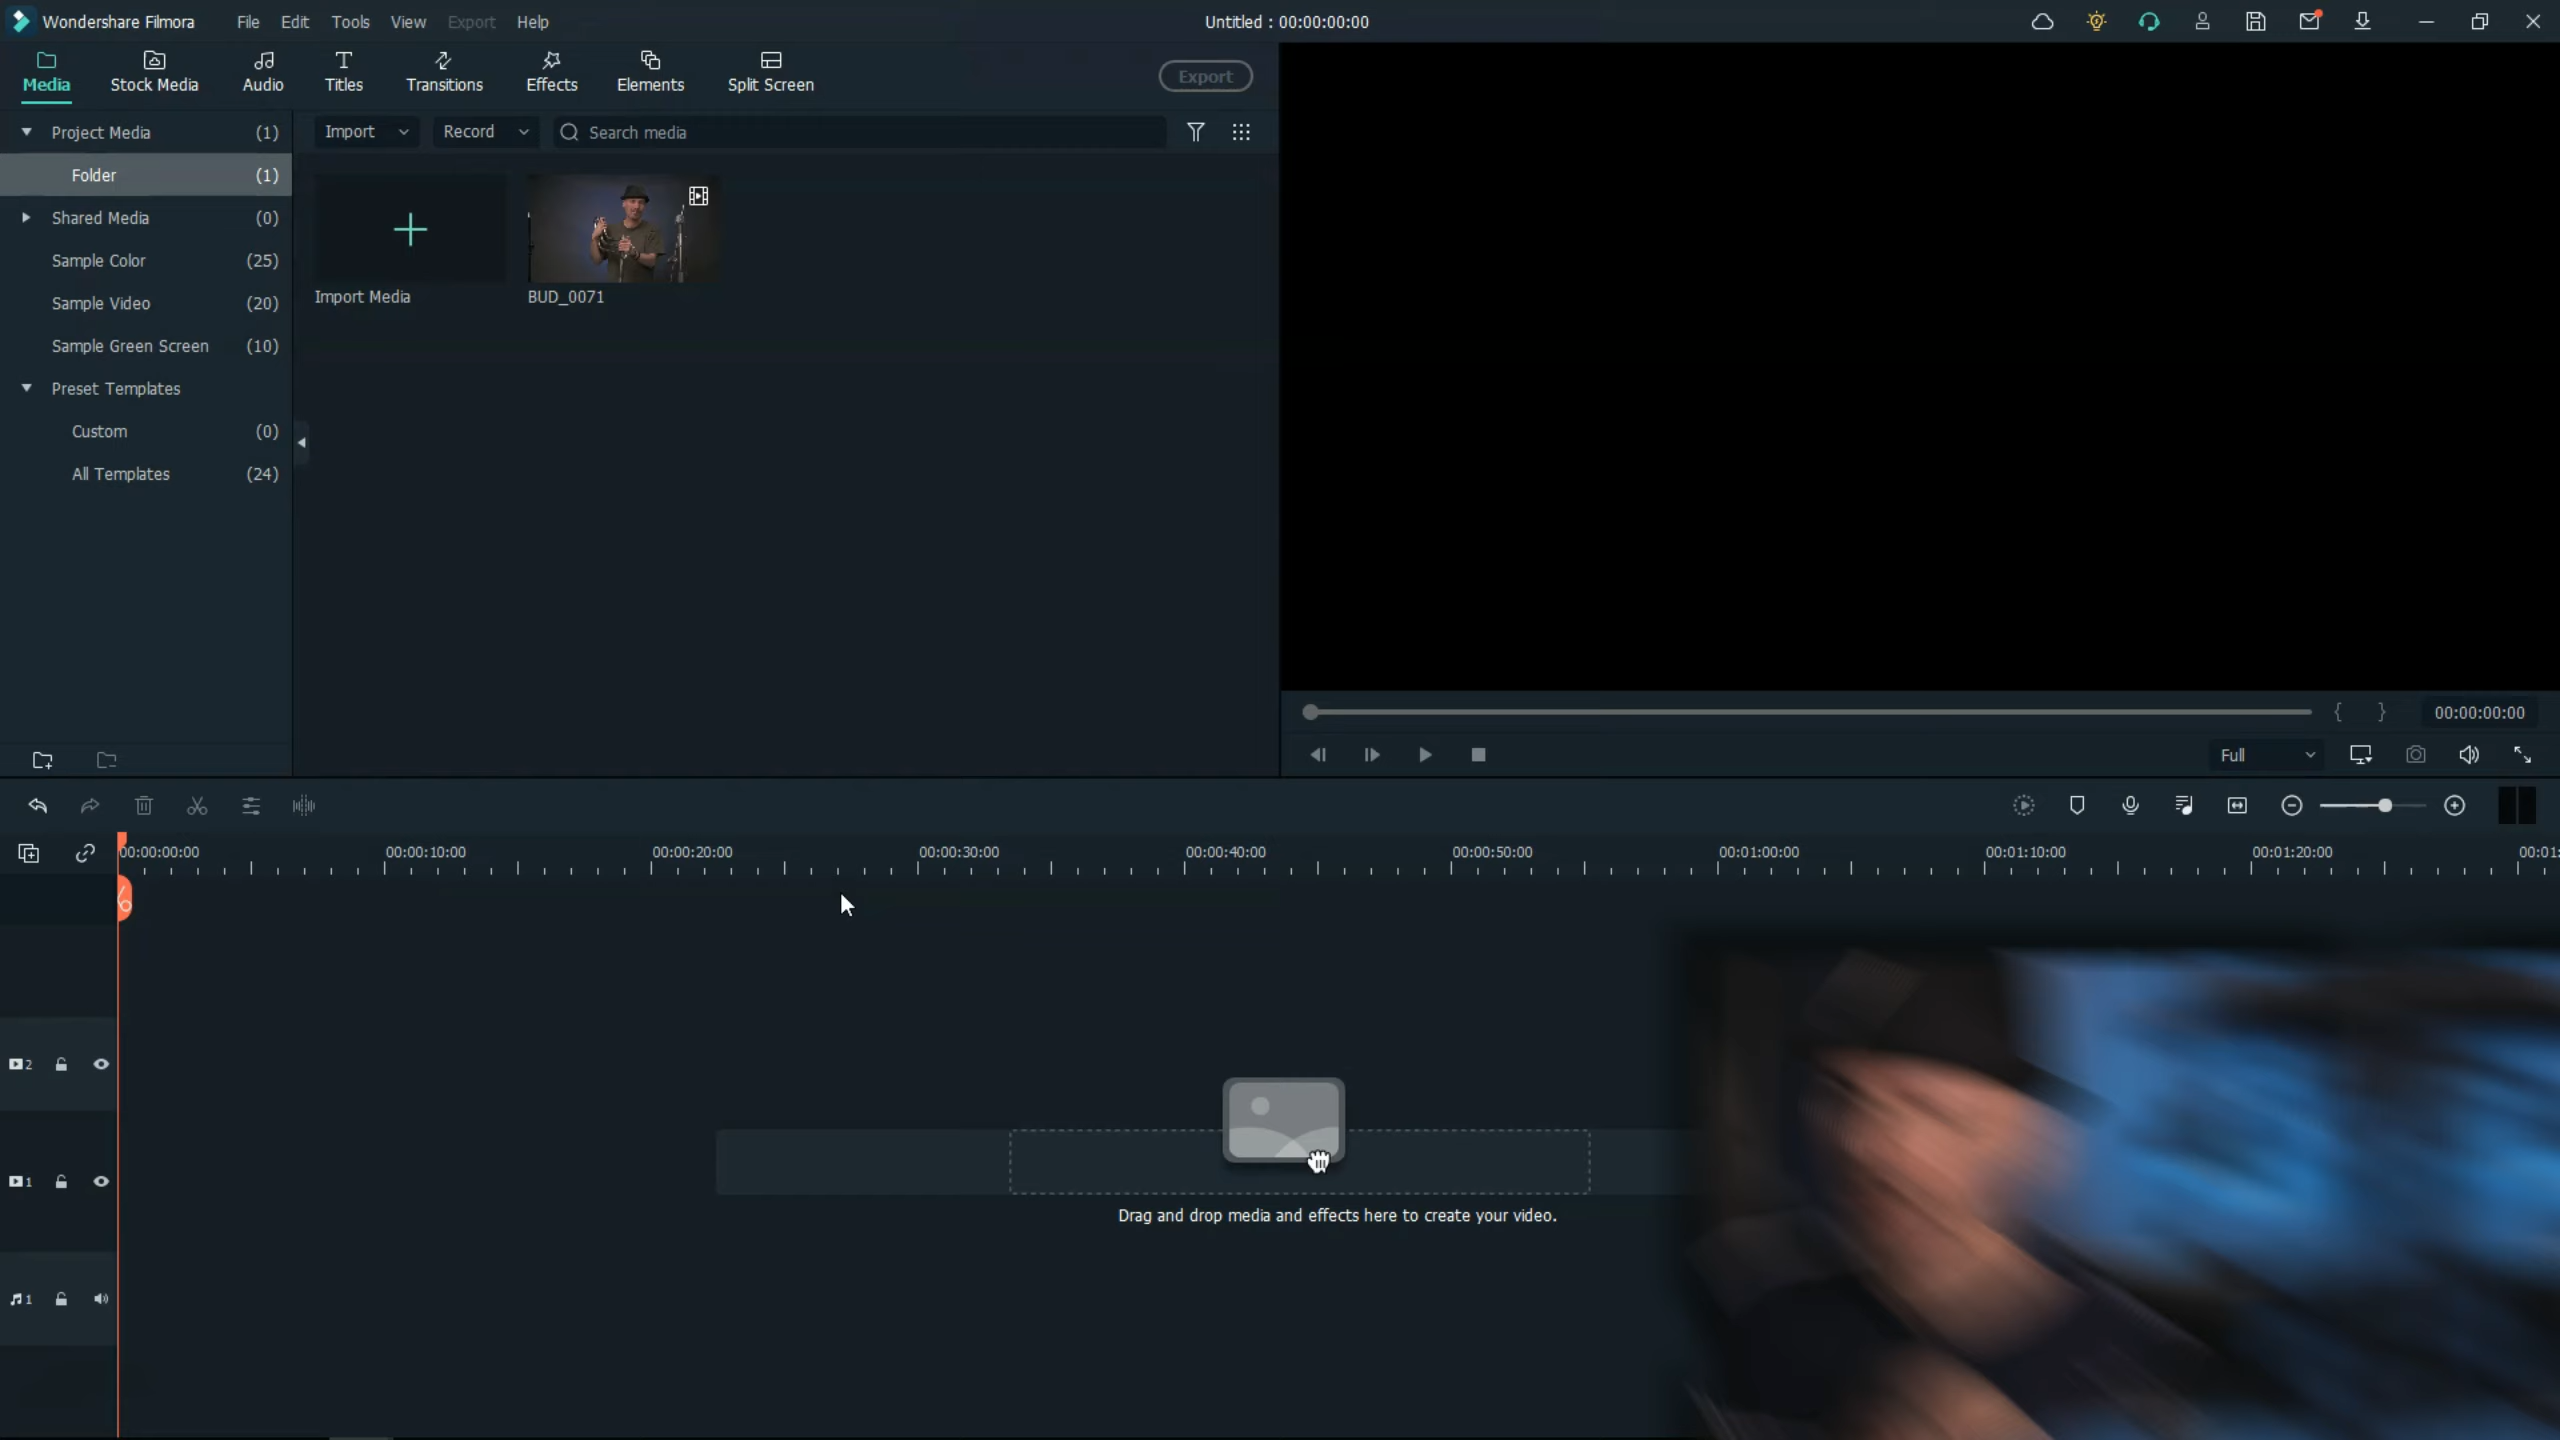 Wondershare Filmora File Edit Tools View Export Help Untitled : 00:00:00:00
Media Stock Media Audio Titles Transitions Effects Elements Split Screen Export
Project Media (1)
Folder (1)
Shared Media (0)
Sample Color (25)
Sample Video (20)
Sample Green Screen (10)
Preset Templates
Custom (0)
All Templates (24)
Import Record Search media
Import Media BUD_0071
{ } 00:00:00:00
Full
00:00:00:00 00:00:10:00 00:00:20:00 00:00:30:00 00:00:40:00 00:00:50:00 00:01:00:00 00:01:10:00 00:01:20:00 00:01:
2
1
Drag and drop media and effects here to create your video.
1